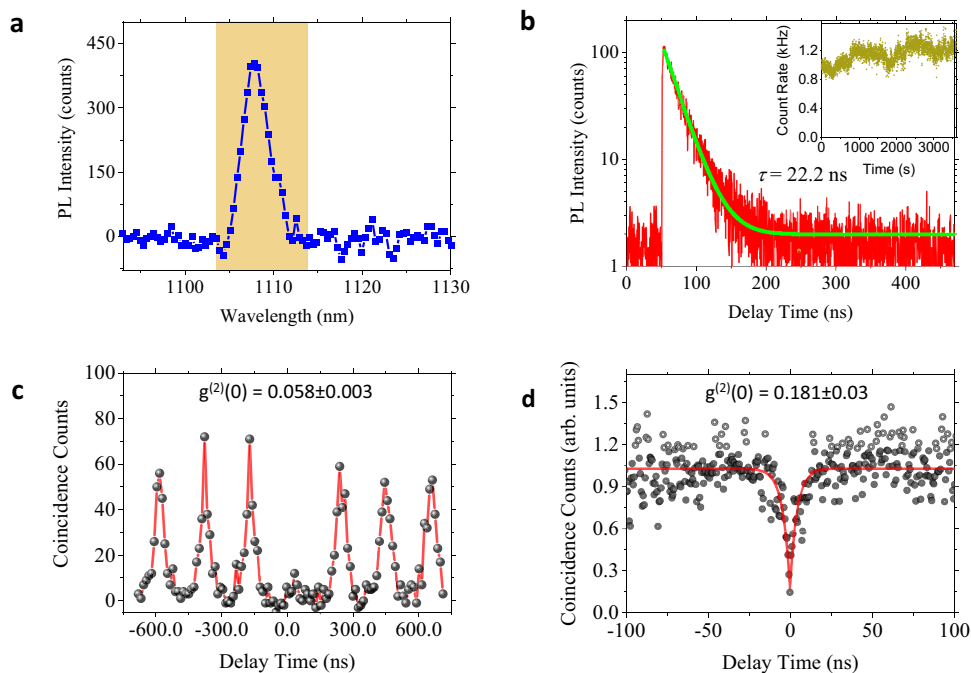 a
450
300
150
0
PL Intensity (counts)
1100
1110
1120
1130
Wavelength (nm)
b
100
10
1
PL Intensity (counts)
τ = 22.2 ns
0
100
200
300
400
Delay Time (ns)
1.2
0.8
0.4
0.0
Count Rate (kHz)
0
1000
2000
3000
Time (s)
c
g(2)(0) = 0.058±0.003
100
80
60
40
20
0
Coincidence Counts
-600.0
-300.0
0.0
300.0
600.0
Delay Time (ns)
d
g(2)(0) = 0.181±0.03
1.5
1.2
0.9
0.6
0.3
0.0
Coincidence Counts (arb. units)
-100
-50
0
50
100
Delay Time (ns)